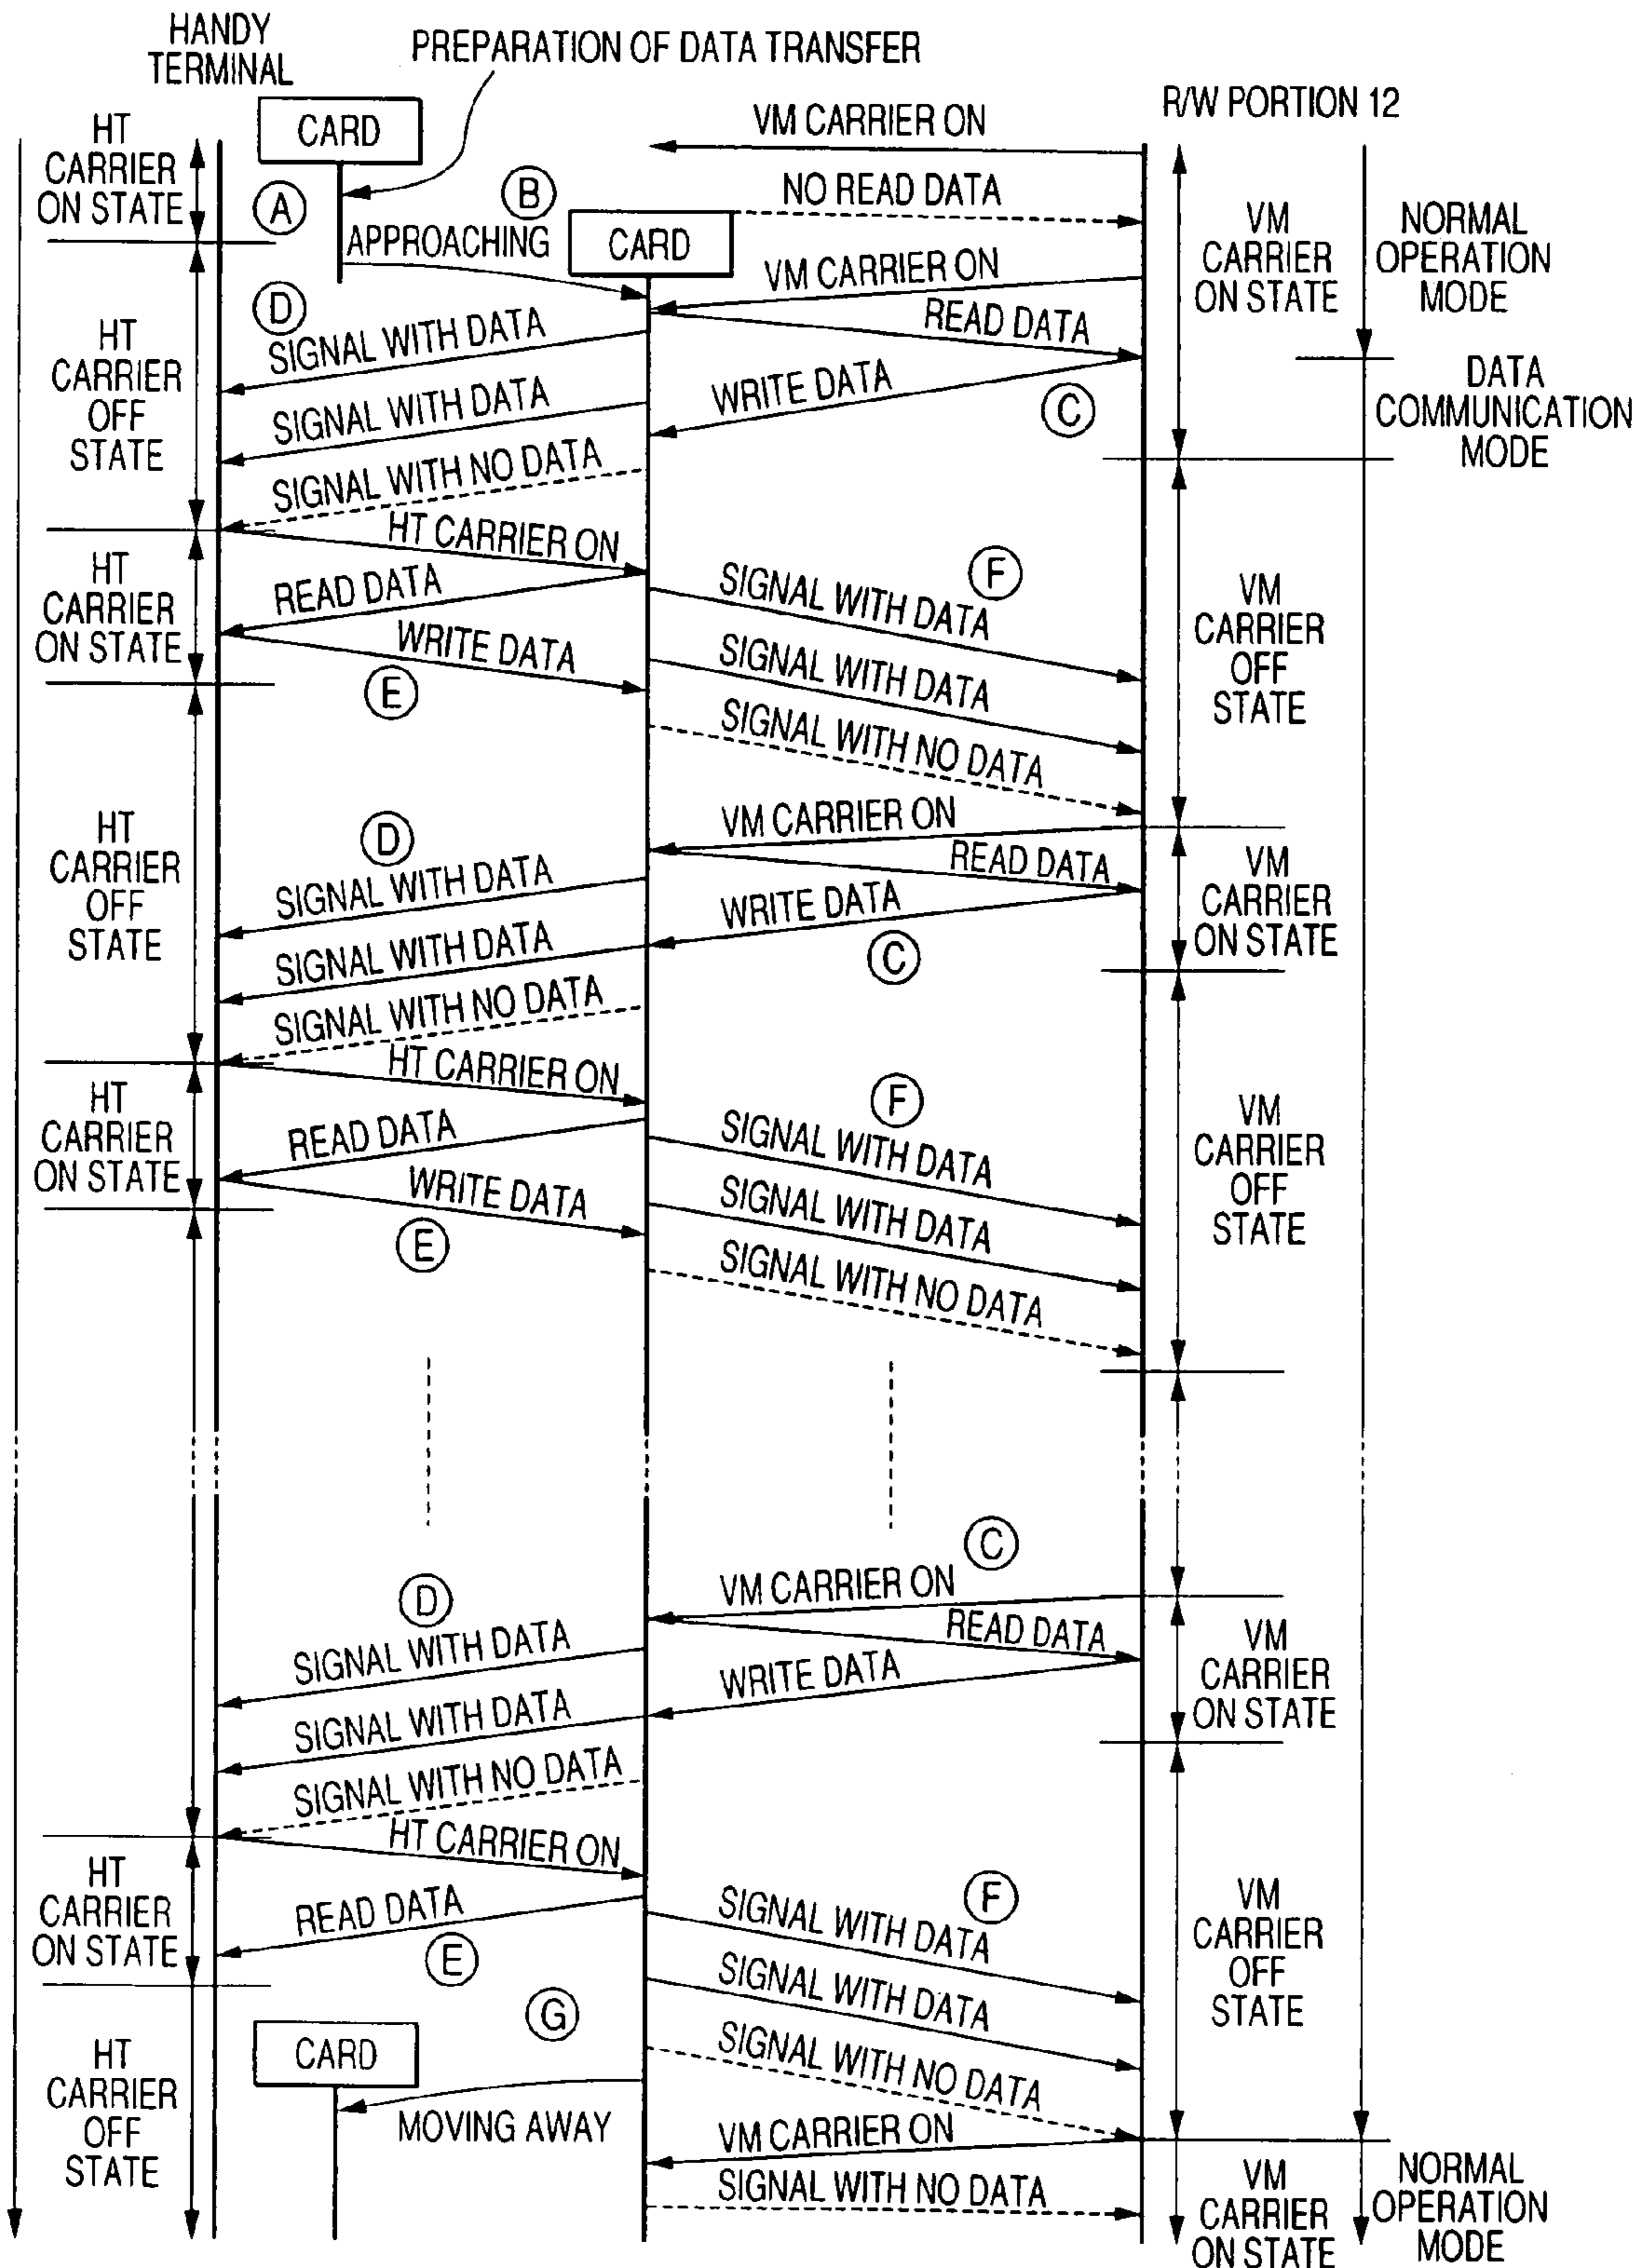 HANDY
TERMINAL
PREPARATION OF DATA TRANSFER
R/W PORTION 12
HT
CARRIER
ON STATE
CARD
VM CARRIER ON
A
B
NO READ DATA
APPROACHING
CARD
VM
CARRIER
ON STATE
NORMAL
OPERATION
MODE
VM CARRIER ON
READ DATA
D
SIGNAL WITH DATA
HT
CARRIER
OFF
STATE
WRITE DATA
C
DATA
COMMUNICATION
MODE
SIGNAL WITH DATA
SIGNAL WITH NO DATA
HT CARRIER ON
HT
CARRIER
ON STATE
READ DATA
F
SIGNAL WITH DATA
VM
CARRIER
OFF
STATE
WRITE DATA
E
SIGNAL WITH DATA
SIGNAL WITH NO DATA
HT
CARRIER
OFF
STATE
D
VM CARRIER ON
READ DATA
VM
CARRIER
ON STATE
SIGNAL WITH DATA
WRITE DATA
C
SIGNAL WITH DATA
SIGNAL WITH NO DATA
HT CARRIER ON
HT
CARRIER
ON STATE
READ DATA
F
SIGNAL WITH DATA
VM
CARRIER
OFF
STATE
WRITE DATA
E
SIGNAL WITH DATA
SIGNAL WITH NO DATA
C
D
VM CARRIER ON
READ DATA
VM
CARRIER
ON STATE
SIGNAL WITH DATA
WRITE DATA
SIGNAL WITH DATA
SIGNAL WITH NO DATA
HT CARRIER ON
HT
CARRIER
ON STATE
READ DATA
E
F
SIGNAL WITH DATA
VM
CARRIER
OFF
STATE
SIGNAL WITH DATA
G
SIGNAL WITH NO DATA
HT
CARRIER
OFF
STATE
CARD
MOVING AWAY
VM CARRIER ON
SIGNAL WITH NO DATA
VM
CARRIER
ON STATE
NORMAL
OPERATION
MODE